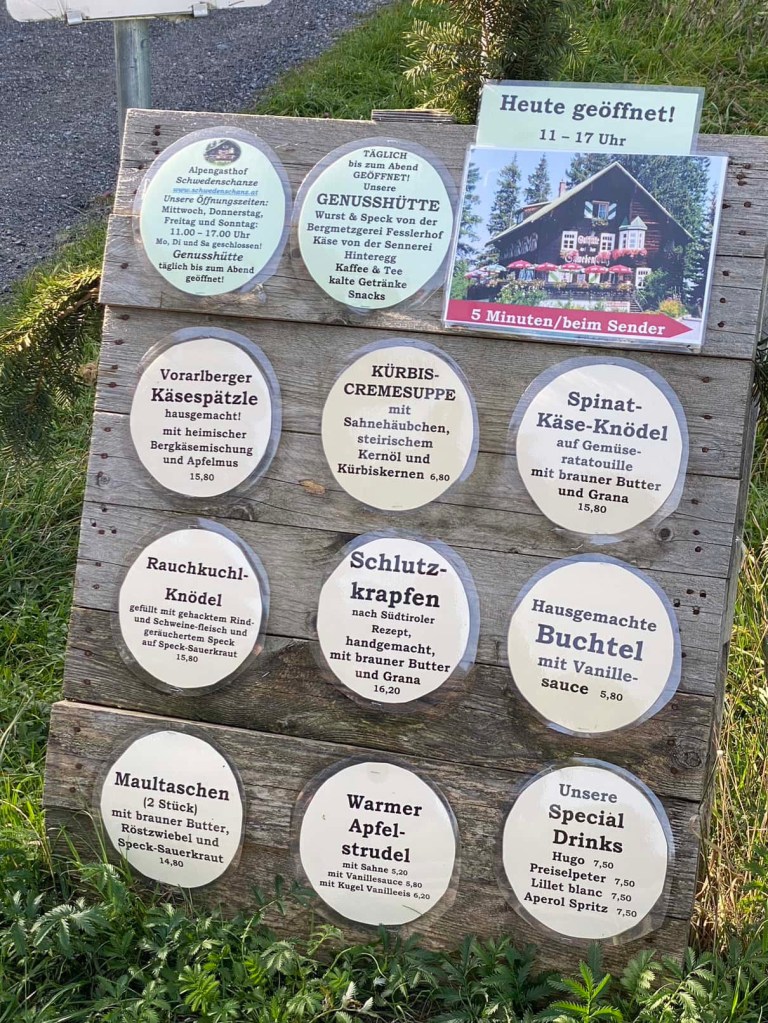 Alpengasthof
Schwedenschanze
www.schwedenschanz.at
Unsere Öffnungszeiten:
Mittwoch, Donnerstag,
Freitag und Sonntag:
11.00 – 17.00 Uhr
Mo, Di und Sa geschlossen!
Genusshütte
täglich bis zum Abend
geöffnet!
TÄGLICH
bis zum Abend
GEÖFFNET!
Unsere
GENUSSHÜTTE
Wurst & Speck von der
Bergmetzgerei Fesslerhof
Käse von der Sennerei
Hinteregg
Kaffee & Tee
kalte Getränke
Snacks
Heute geöffnet!
11 – 17 Uhr
5 Minuten/beim Sender
Vorarlberger
Käsespätzle
hausgemacht!
mit heimischer
Bergkäsemischung
und Apfelmus
15,80
KÜRBIS-
CREMESUPPE
mit
Sahnehäubchen,
steirischem
Kernöl und
Kürbiskernen 6,80
Spinat-
Käse-Knödel
auf Gemüse-
ratatouille
mit brauner Butter
und Grana
15,80
Rauchkuchl-
Knödel
gefüllt mit gehacktem Rind-
und Schweine-fleisch und
geräuchertem Speck
auf Speck-Sauerkraut
15,80
Schlutz-
krapfen
nach Südtiroler
Rezept,
handgemacht,
mit brauner Butter
und Grana
16,20
Hausgemachte
Buchtel
mit Vanille-
sauce 5,80
Maultaschen
(2 Stück)
mit brauner Butter,
Röstzwiebel und
Speck-Sauerkraut
14,80
Warmer
Apfel-
strudel
mit Sahne 5,20
mit Vanillesauce 5,80
mit Kugel Vanilleeis 6,20
Unsere
Special
Drinks
Hugo 7,50
Preiselpeter 7,50
Lillet blanc 7,50
Aperol Spritz 7,50